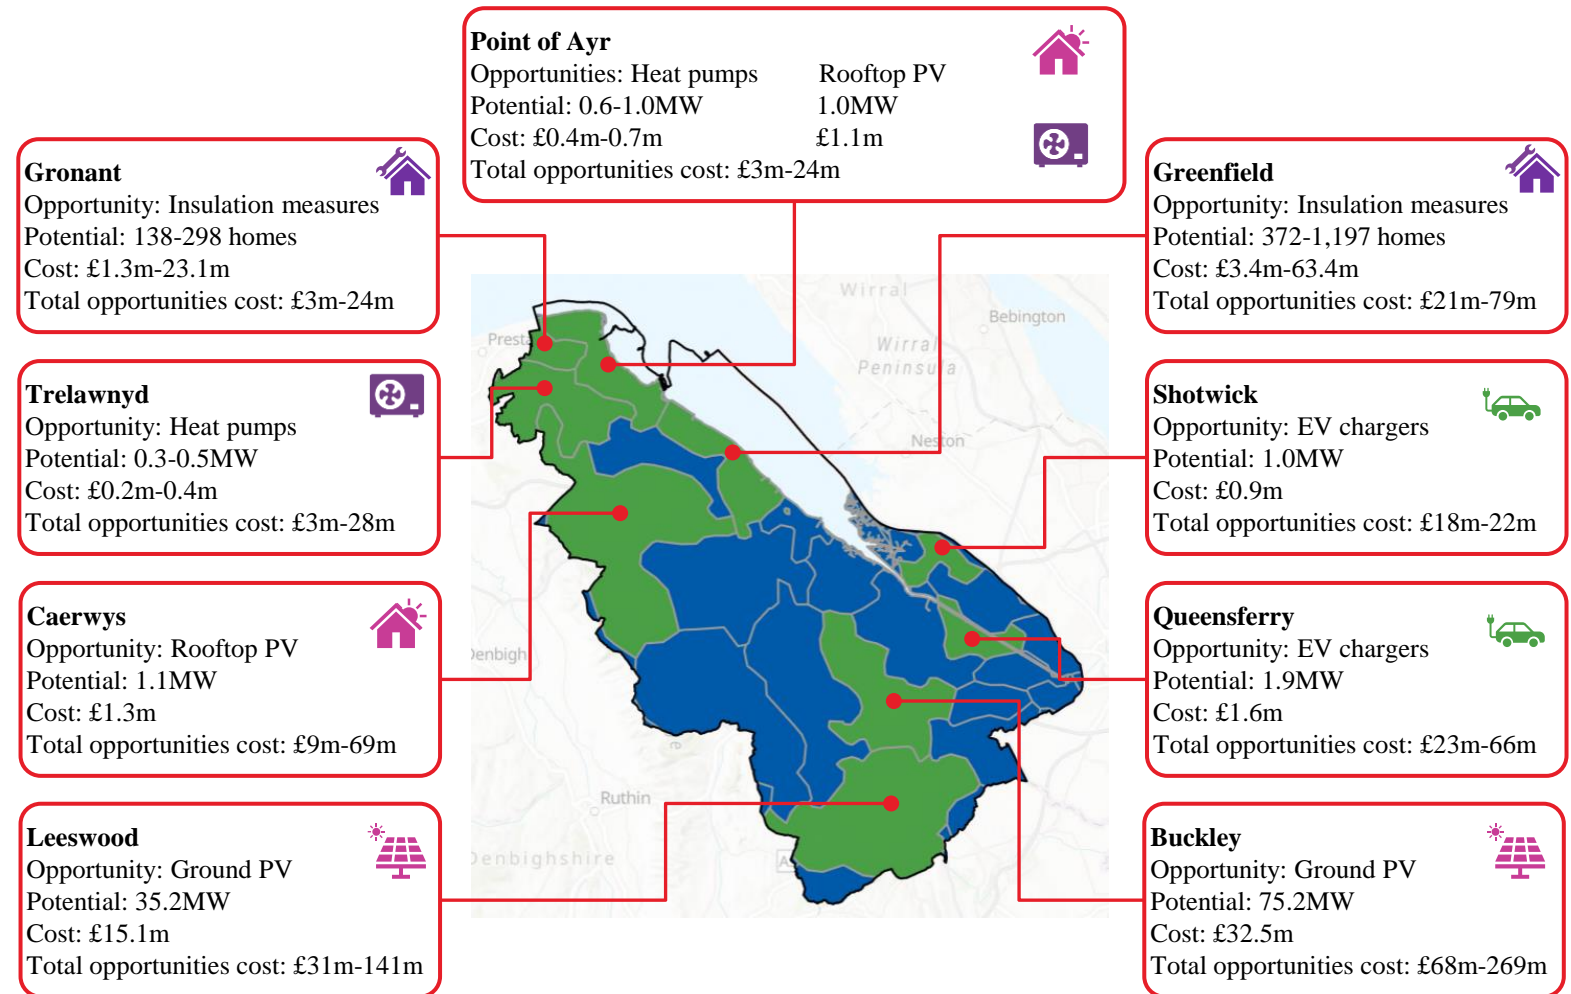 Point of Ayr
Opportunities: Heat pumps Rooftop PV
Potential: 0.6-1.0MW 1.0MW
Cost: £0.4m-0.7m £1.1m
Total opportunities cost: £3m-24m
Gronant
Opportunity: Insulation measures
Potential: 138-298 homes
Cost: £1.3m-23.1m
Total opportunities cost: £3m-24m
Greenfield
Opportunity: Insulation measures
Potential: 372-1,197 homes
Cost: £3.4m-63.4m
Total opportunities cost: £21m-79m
Trelawnyd
Opportunity: Heat pumps
Potential: 0.3-0.5MW
Cost: £0.2m-0.4m
Total opportunities cost: £3m-28m
Shotwick
Opportunity: EV chargers
Potential: 1.0MW
Cost: £0.9m
Total opportunities cost: £18m-22m
Caerwys
Opportunity: Rooftop PV
Potential: 1.1MW
Cost: £1.3m
Total opportunities cost: £9m-69m
Queensferry
Opportunity: EV chargers
Potential: 1.9MW
Cost: £1.6m
Total opportunities cost: £23m-66m
Leeswood
Opportunity: Ground PV
Potential: 35.2MW
Cost: £15.1m
Total opportunities cost: £31m-141m
Buckley
Opportunity: Ground PV
Potential: 75.2MW
Cost: £32.5m
Total opportunities cost: £68m-269m
Wirral
Bebington
Presta
Wirral
Peninsula
Neston
Denbigh
Ruthin
Denbighshire
A